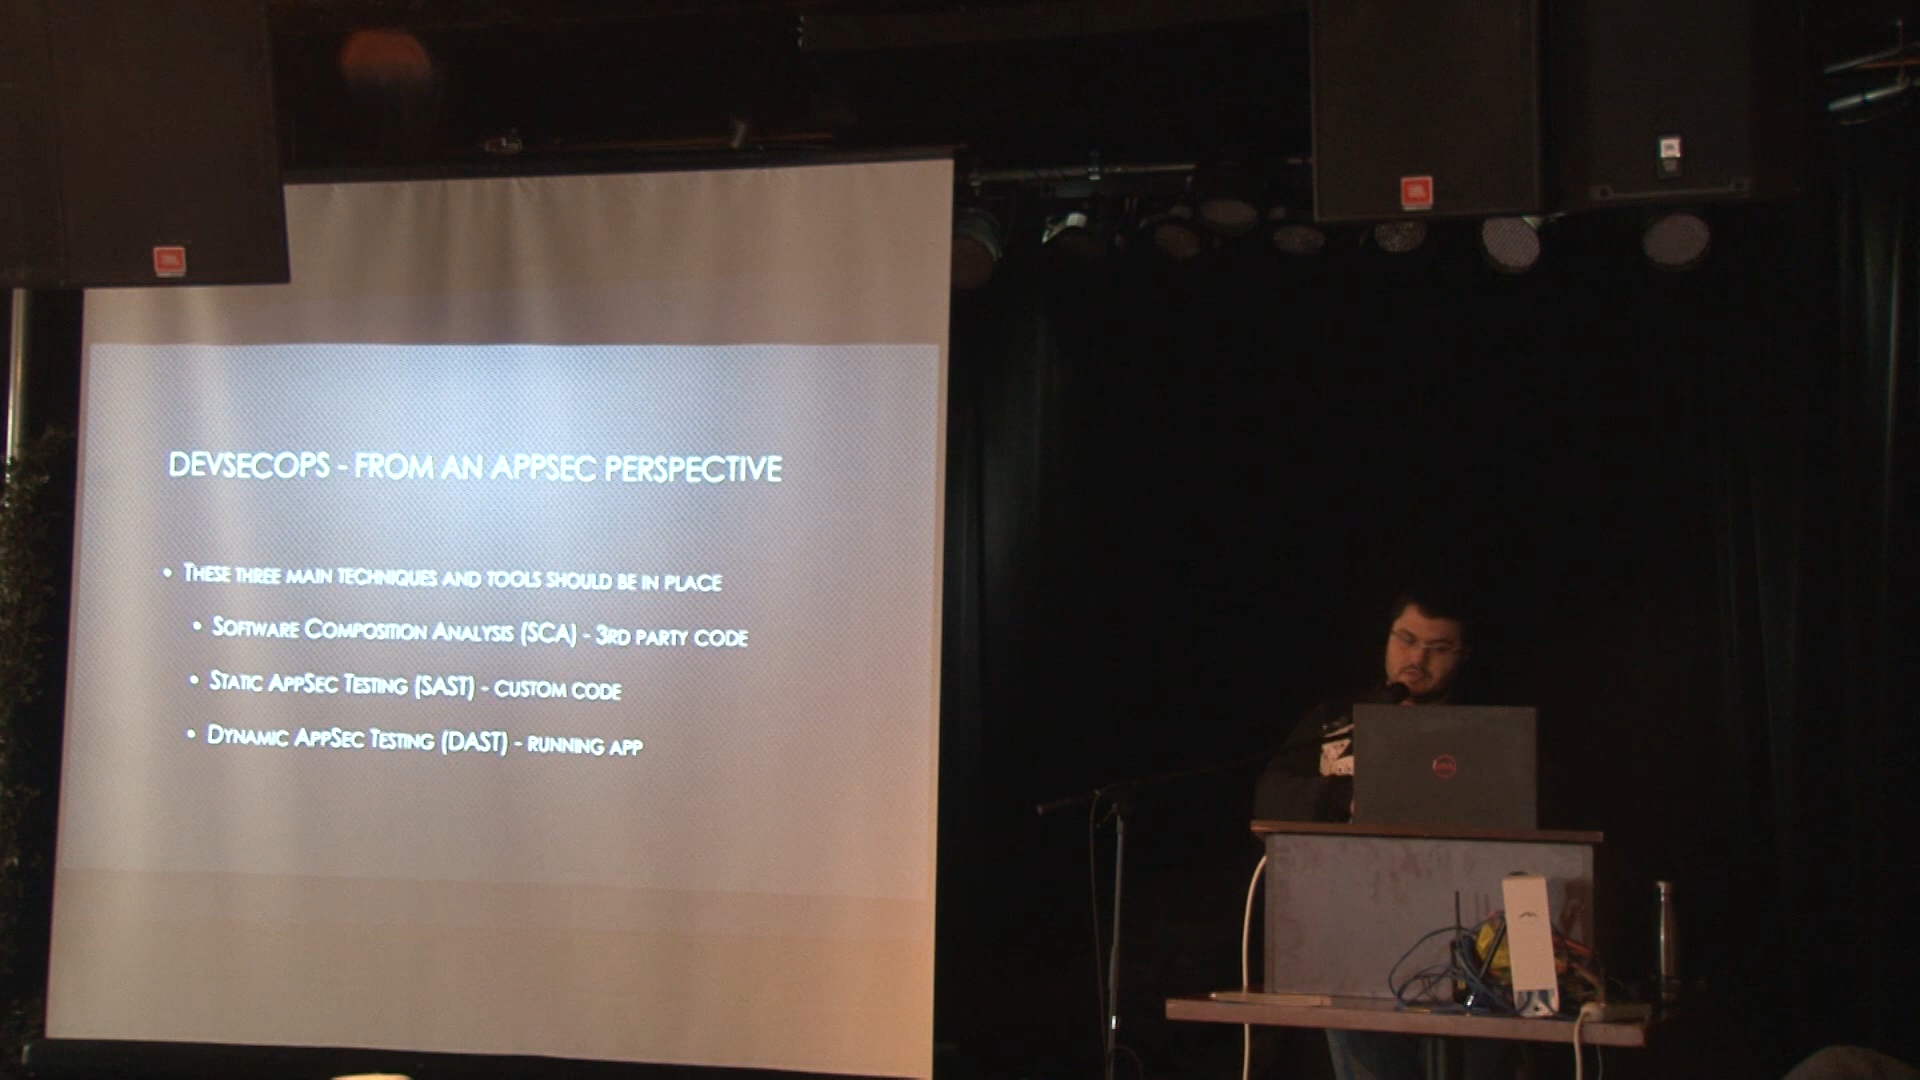 DEVSECOPS - FROM AN APPSEC PERSPECTIVE
• THESE THREE MAIN TECHNIQUES AND TOOLS SHOULD BE IN PLACE
• SOFTWARE COMPOSITION ANALYSIS (SCA) - 3RD PARTY CODE
• STATIC APPSEC TESTING (SAST) - CUSTOM CODE
• DYNAMIC APPSEC TESTING (DAST) - RUNNING APP